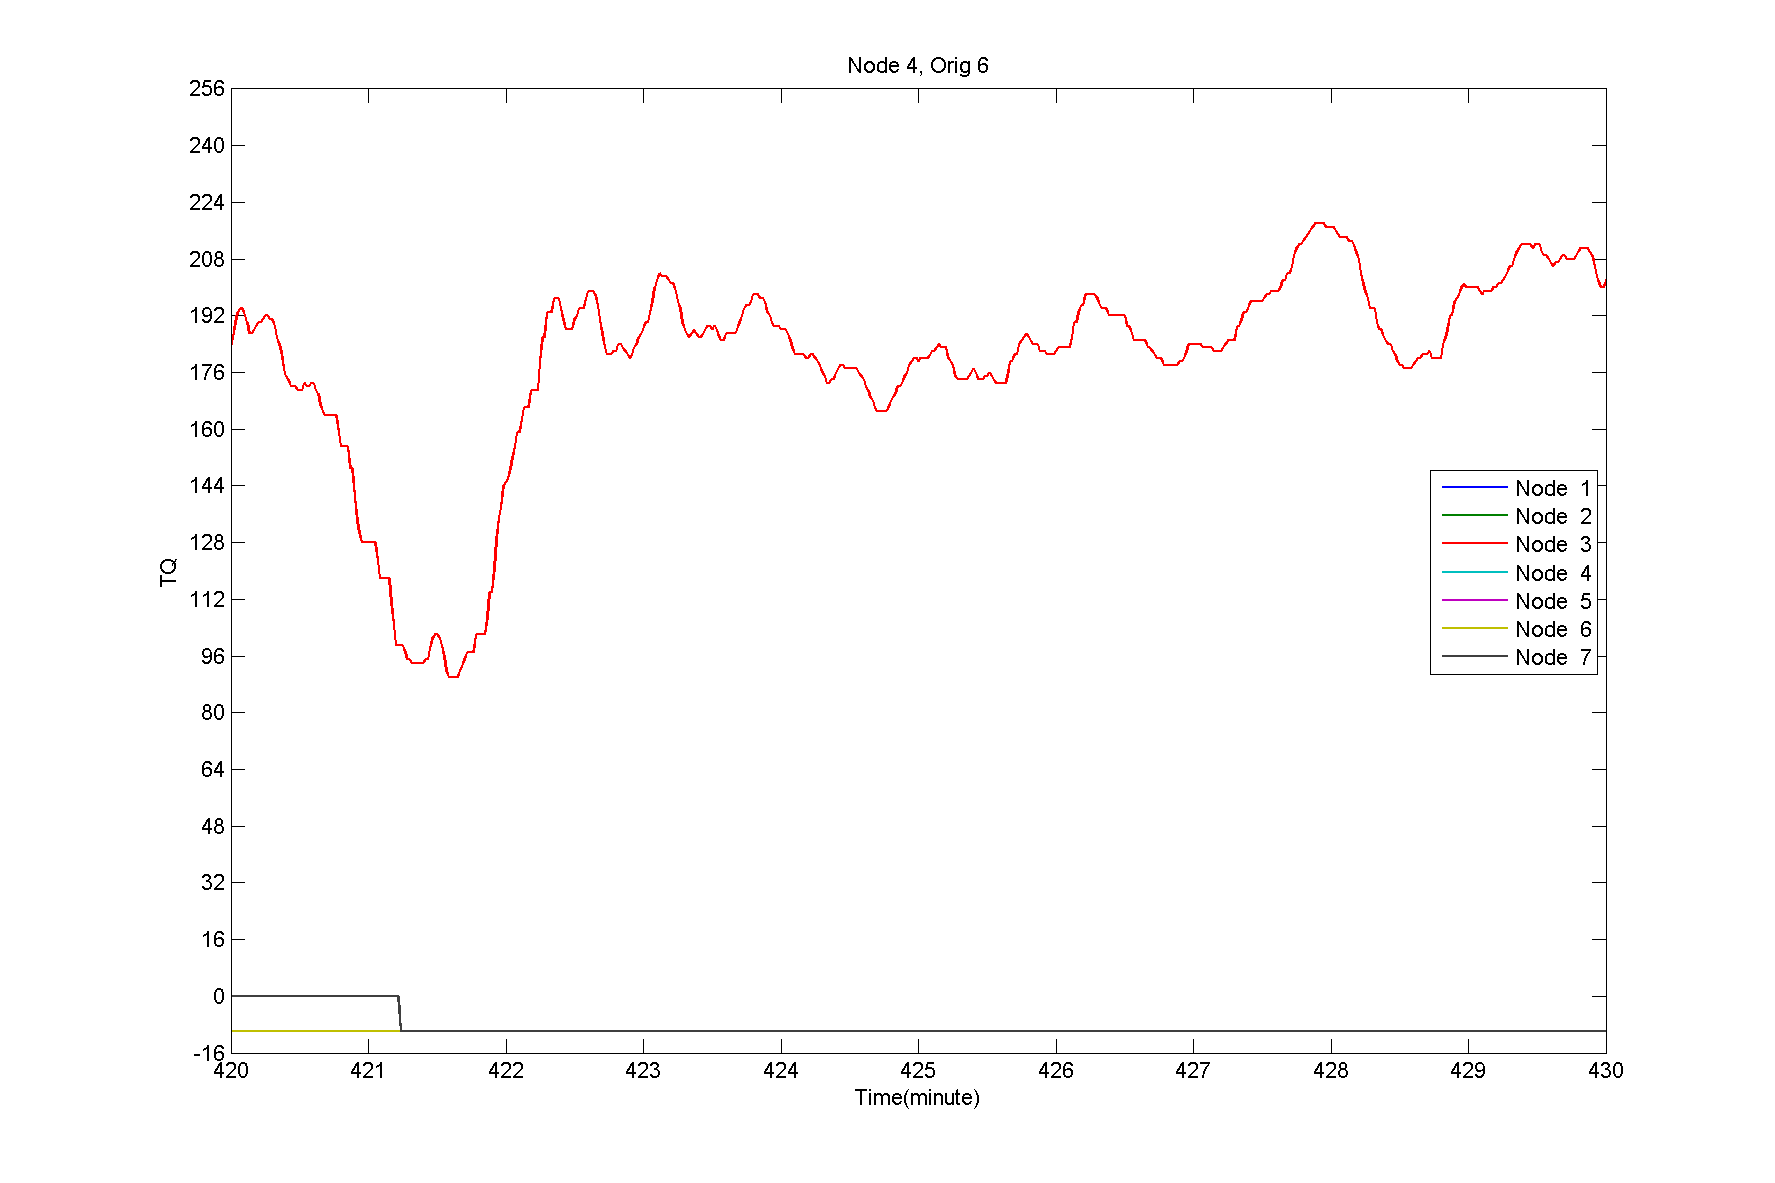 Node 4, Orig 6
256
240
224
208
192
176
160
144
128
112
96
80
64
48
32
16
0
-16
TQ
Node 1
Node 2
Node 3
Node 4
Node 5
Node 6
Node 7
420 421 422 423 424 425 426 427 428 429 430
Time(minute)